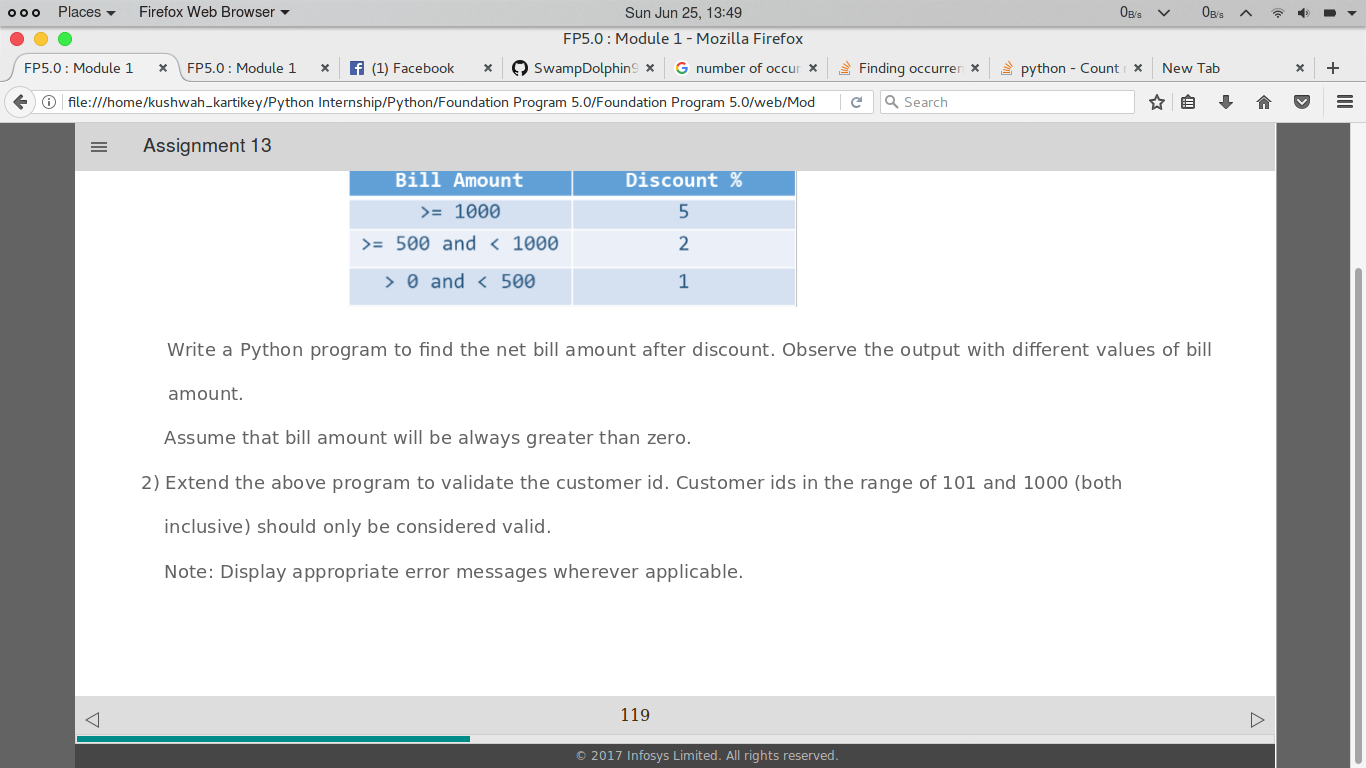 Places Firefox Web Browser Sun Jun 25, 13:49 0B/s 0B/s
FP5.0 : Module 1 - Mozilla Firefox
FP5.0 : Module 1 FP5.0 : Module 1 (1) Facebook SwampDolphin9 number of occur Finding occurren python - Count New Tab
file:///home/kushwah_kartikey/Python Internship/Python/Foundation Program 5.0/Foundation Program 5.0/web/Mod Search
Assignment 13
Bill Amount Discount %
>= 1000 5
>= 500 and < 1000 2
> 0 and < 500 1
Write a Python program to find the net bill amount after discount. Observe the output with different values of bill
amount.
Assume that bill amount will be always greater than zero.
2) Extend the above program to validate the customer id. Customer ids in the range of 101 and 1000 (both
inclusive) should only be considered valid.
Note: Display appropriate error messages wherever applicable.
119
© 2017 Infosys Limited. All rights reserved.